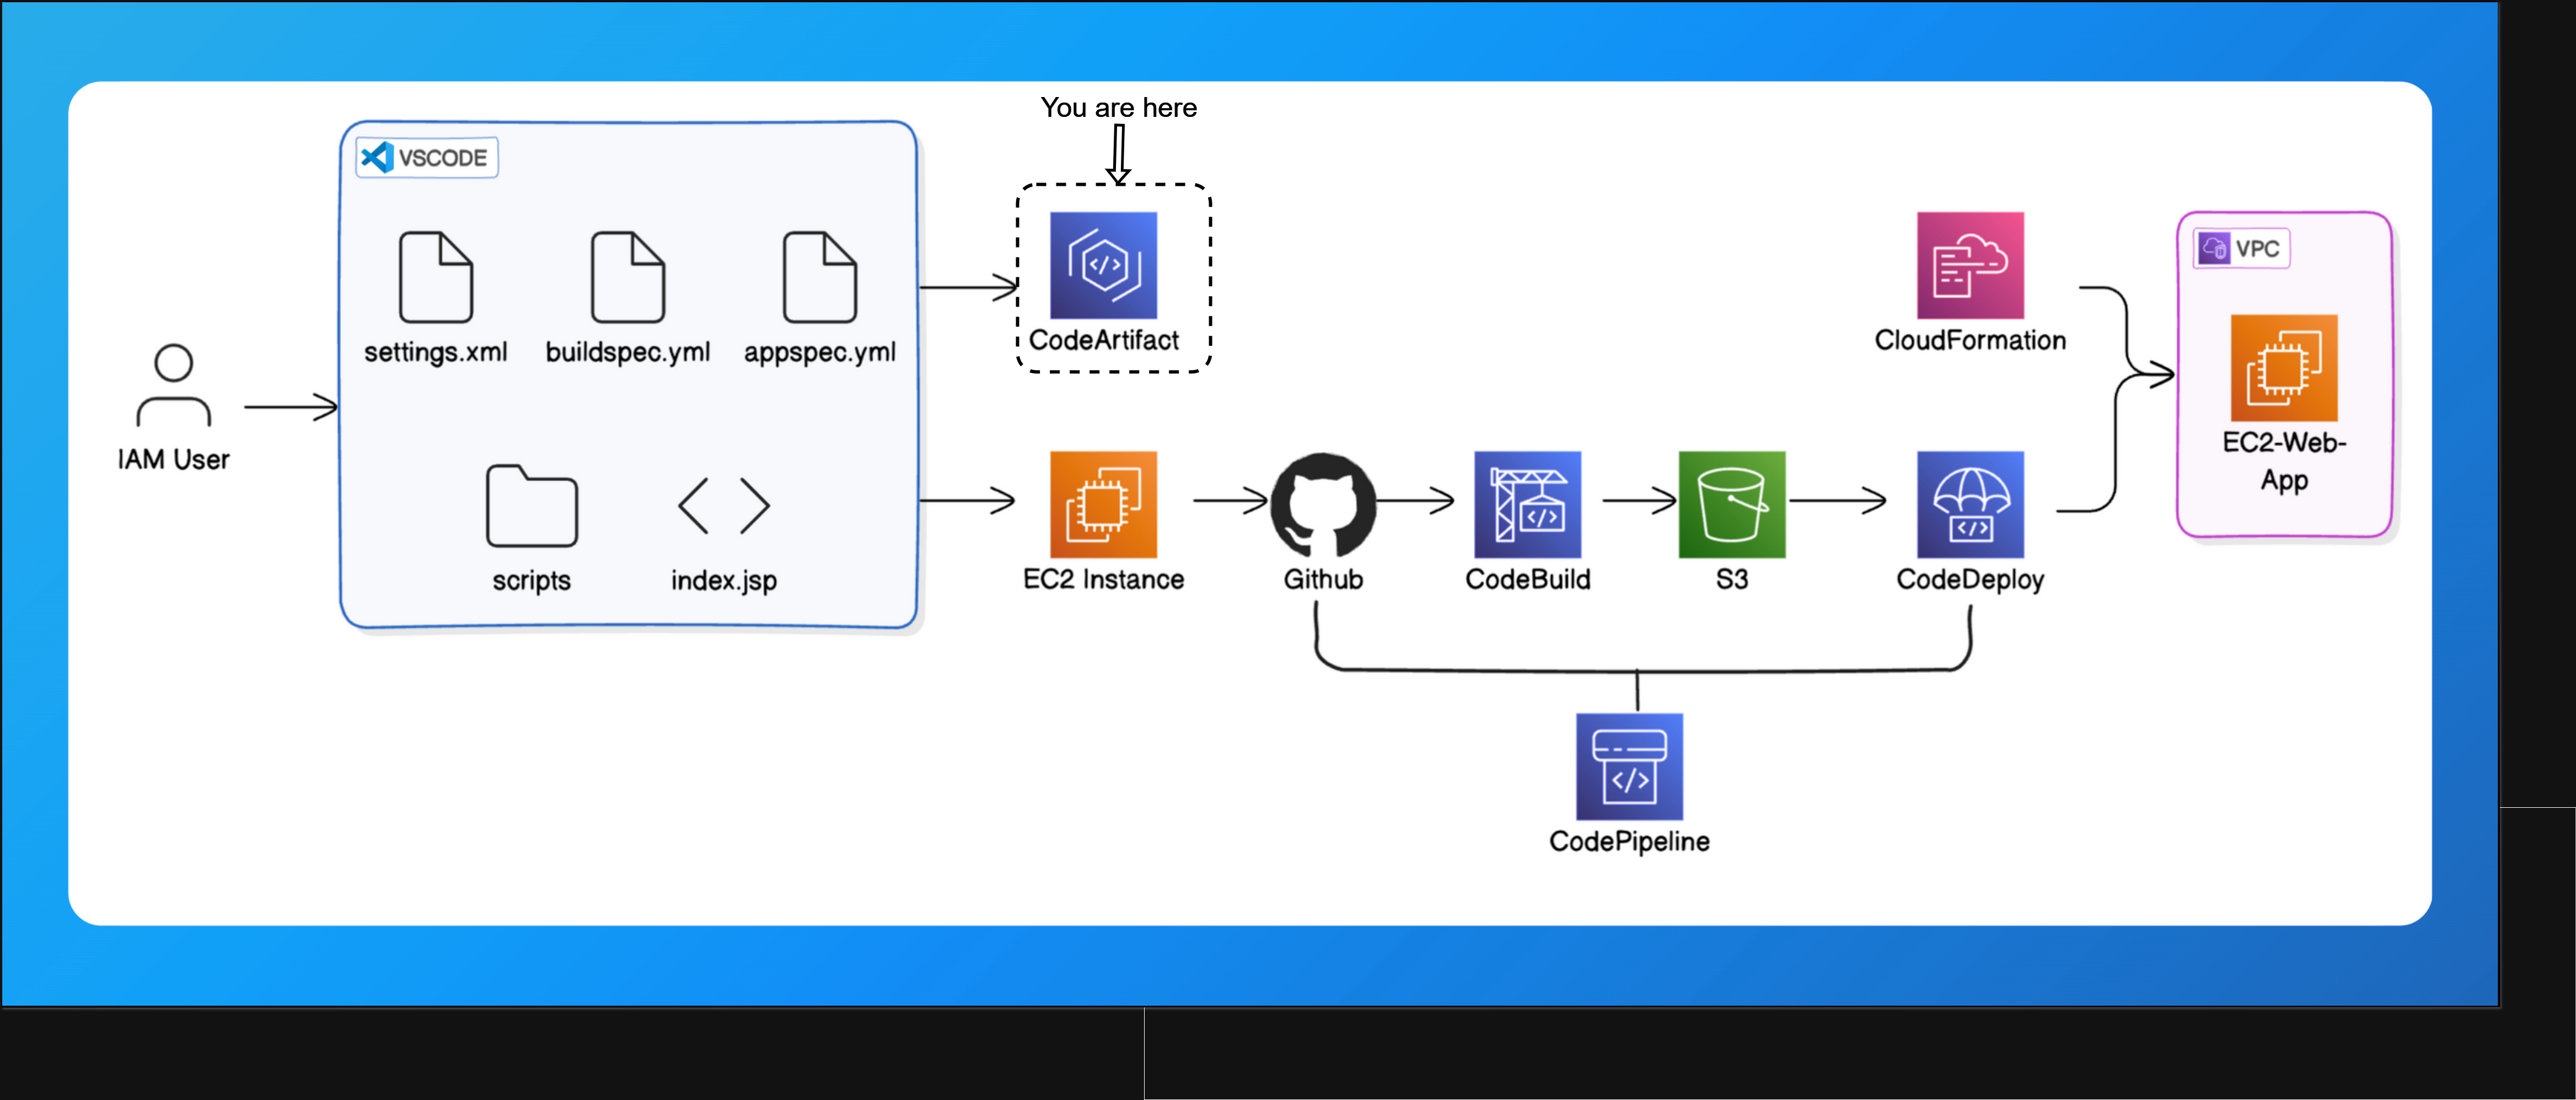 You are here
VSCODE
settings.xml
buildspec.yml
appspec.yml
CodeArtifact
CloudFormation
VPC
IAM User
EC2-Web-
App
scripts
index.jsp
EC2 Instance
Github
CodeBuild
S3
CodeDeploy
CodePipeline